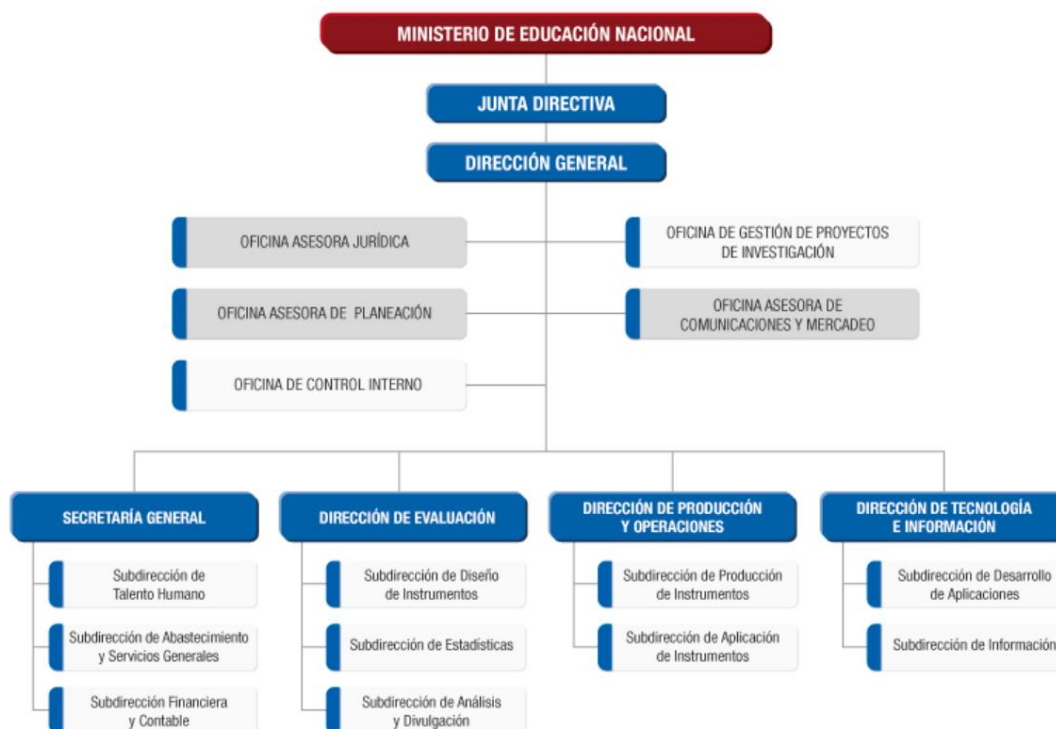 MINISTERIO DE EDUCACIÓN NACIONAL
JUNTA DIRECTIVA
DIRECCIÓN GENERAL
OFICINA ASESORA JURÍDICA
OFICINA DE GESTIÓN DE PROYECTOS
DE INVESTIGACIÓN
OFICINA ASESORA DE PLANEACIÓN
OFICINA ASESORA DE
COMUNICACIONES Y MERCADEO
OFICINA DE CONTROL INTERNO
SECRETARÍA GENERAL
Subdirección de
Talento Humano
Subdirección de Abastecimiento
y Servicios Generales
Subdirección Financiera
y Contable
DIRECCIÓN DE EVALUACIÓN
Subdirección de Diseño
de Instrumentos
Subdirección de Estadísticas
Subdirección de Análisis
y Divulgación
DIRECCIÓN DE PRODUCCIÓN
Y OPERACIONES
Subdirección de Producción
de Instrumentos
Subdirección de Aplicación
de Instrumentos
DIRECCIÓN DE TECNOLOGÍA
E INFORMACIÓN
Subdirección de Desarrollo
de Aplicaciones
Subdirección de Información